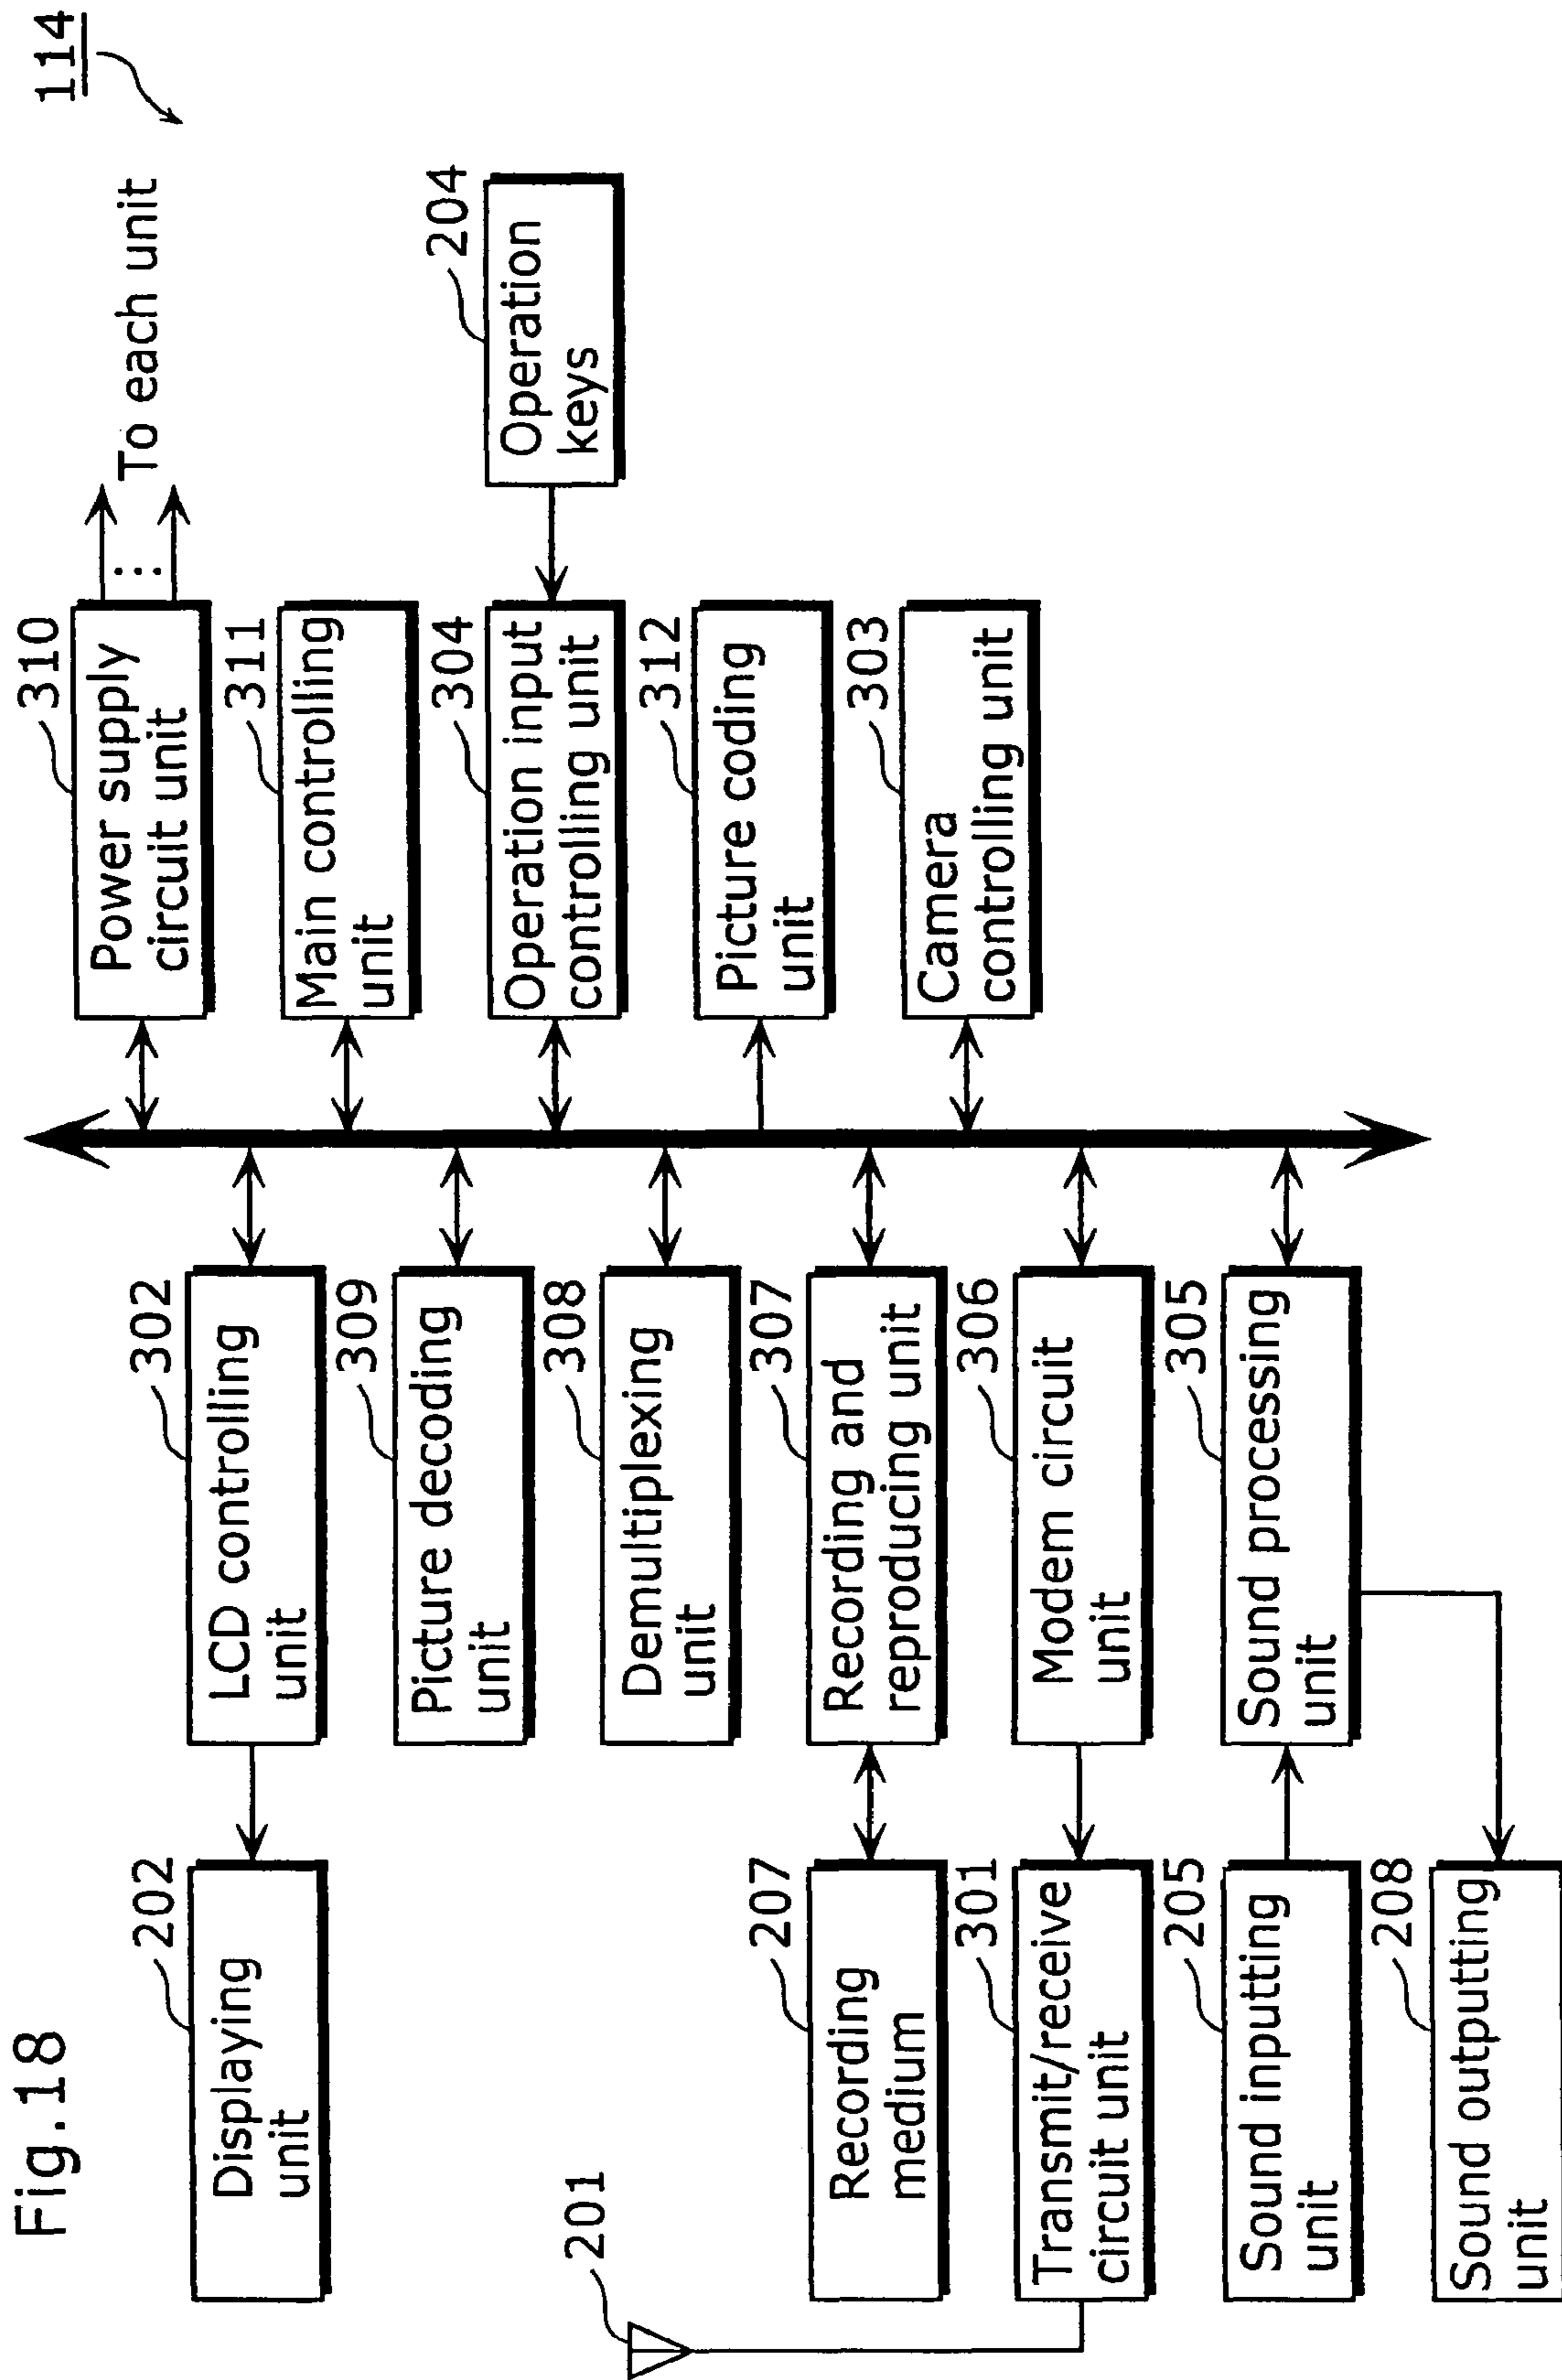 Fig.18
114
202
Displaying
unit
302
LCD controlling
unit
310
Power supply
circuit unit
To each unit
309
Picture decoding
unit
311
Main controlling
unit
308
Demultiplexing
unit
304
Operation input
controlling unit
204
Operation
keys
201
207
Recording
medium
307
Recording and
reproducing unit
312
Picture coding
unit
301
Transmit/receive
circuit unit
306
Modem circuit
unit
303
Camera
controlling unit
205
Sound inputting
unit
305
Sound processing
unit
208
Sound outputting
unit